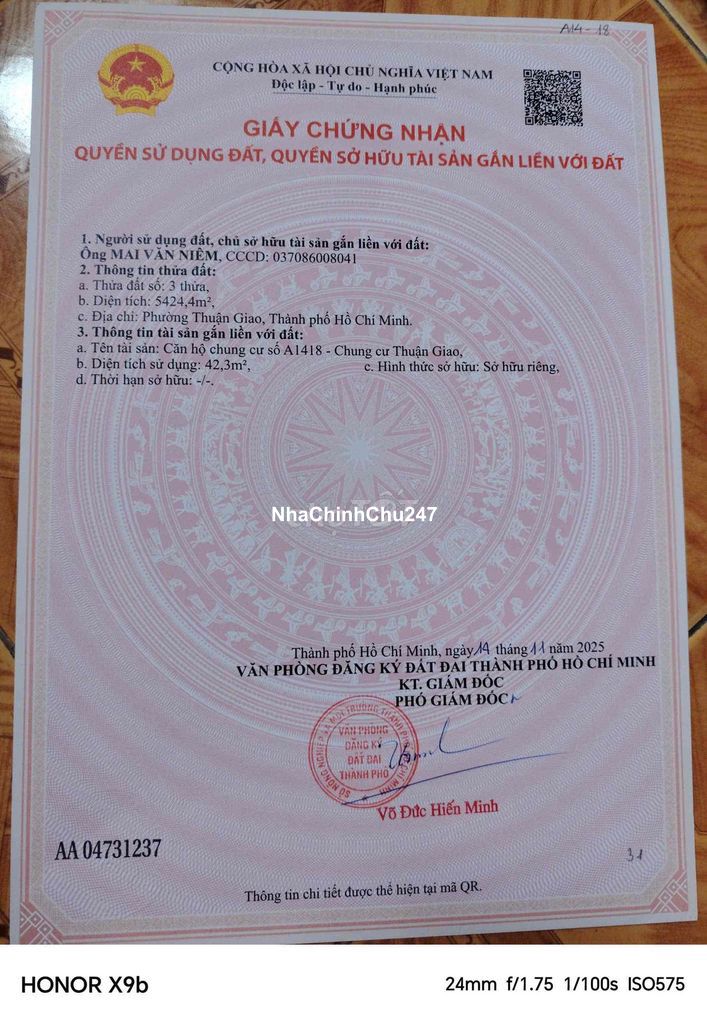 A14-18
CỘNG HÒA XÃ HỘI CHỦ NGHĨA VIỆT NAM
Độc lập - Tự do - Hạnh phúc
GIẤY CHỨNG NHẬN
QUYỀN SỬ DỤNG ĐẤT, QUYỀN SỞ HỮU TÀI SẢN GẮN LIỀN VỚI ĐẤT
1. Người sử dụng đất, chủ sở hữu tài sản gắn liền với đất:
Ông MAI VĂN NIÊM, CCCD: 037086008041
2. Thông tin thửa đất:
a. Thửa đất số: 3 thửa,
b. Diện tích: 5424,4m²,
c. Địa chỉ: Phường Thuận Giao, Thành phố Hồ Chí Minh.
3. Thông tin tài sản gắn liền với đất:
a. Tên tài sản: Căn hộ chung cư số A1418 - Chung cư Thuận Giao,
b. Diện tích sử dụng: 42,3m², c. Hình thức sở hữu: Sở hữu riêng,
d. Thời hạn sở hữu: -/-.
NhaChinhChu247
Thành phố Hồ Chí Minh, ngày 14 tháng 11 năm 2025
VĂN PHÒNG ĐĂNG KÝ ĐẤT ĐAI THÀNH PHỐ HỒ CHÍ MINH
KT. GIÁM ĐỐC
PHÓ GIÁM ĐỐC
VĂN PHÒNG
ĐĂNG KÝ
ĐẤT ĐAI
THÀNH PHỐ
Võ Đức Hiến Minh
AA 04731237
31
Thông tin chi tiết được thể hiện tại mã QR.
HONOR X9b
24mm f/1.75 1/100s ISO575